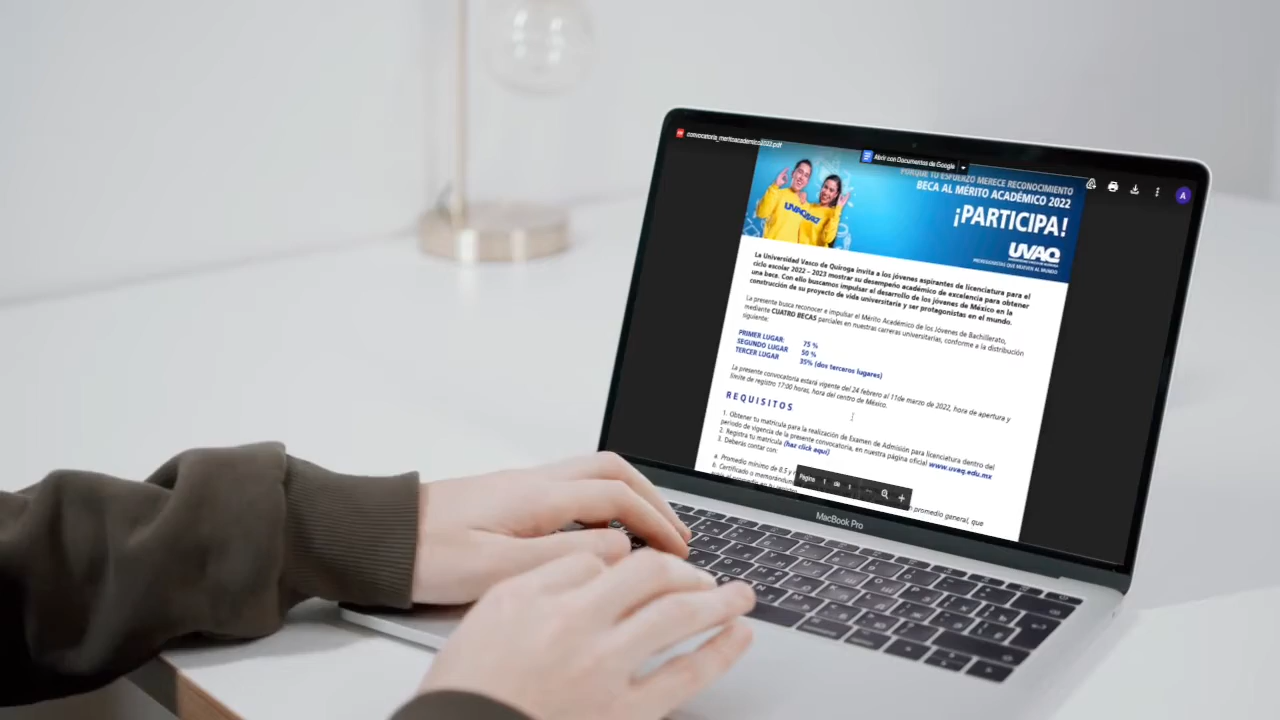 convocatoria_meritoacademico2022.pdf
Abrir con Documentos de Google
A
PORQUE TU ESFUERZO MERECE RECONOCIMIENTO
BECA AL MÉRITO ACADÉMICO 2022
¡PARTICIPA!
UVAQ
PROTAGONISTAS QUE MUEVEN AL MUNDO
La Universidad Vasco de Quiroga invita a los jóvenes aspirantes de licenciatura para el
ciclo escolar 2022 - 2023 mostrar su desempeño académico de excelencia para obtener
una beca. Con ello buscamos impulsar el desarrollo de los jóvenes de México en la
construcción de su proyecto de vida universitaria y ser protagonistas en el mundo.
La presente busca reconocer e impulsar el Mérito Académico de los Jóvenes de Bachillerato,
mediante CUATRO BECAS parciales en nuestras carreras universitarias, conforme a la distribución
siguiente:
PRIMER LUGAR: 75 %
SEGUNDO LUGAR 50 %
TERCER LUGAR 35% (dos terceros lugares)
La presente convocatoria estará vigente del 24 febrero al 11de marzo de 2022, hora de apertura y
límite de registro 17:00 horas, hora del centro de México.
REQUISITOS
1. Obtener tu matrícula para la realización de Examen de Admisión para licenciatura dentro del
periodo de vigencia de la presente convocatoria, en nuestra página oficial www.uvaq.edu.mx
2. Registra tu matrícula (haz click aquí)
3. Deberás contar con:
a. Promedio mínimo de 8.5 y
b. Certificado o memorándum promedio general, que
Página 1 de 1
MacBook Pro